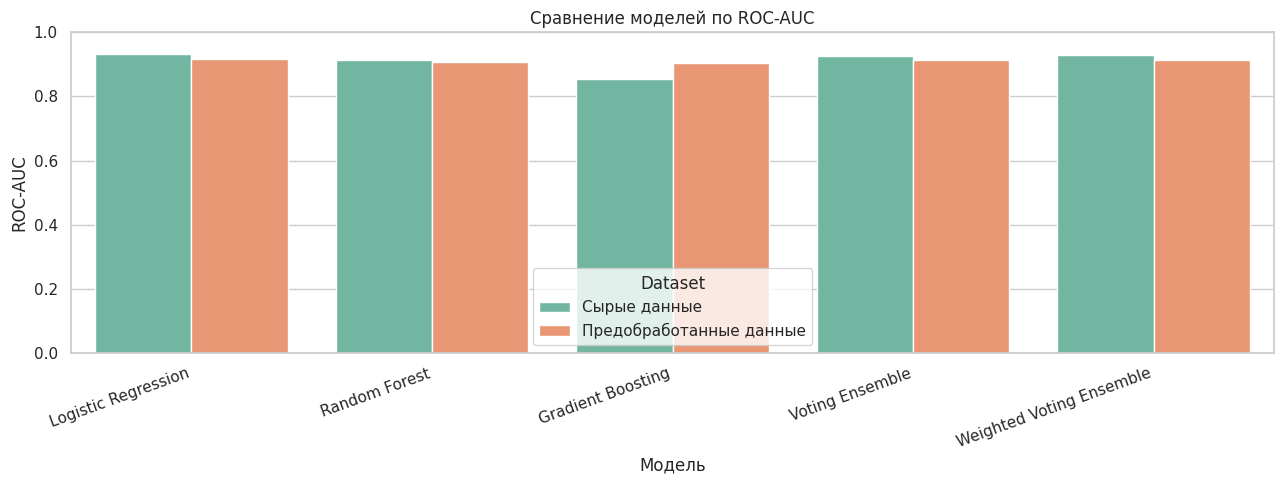 Сравнение моделей по ROC-AUC
ROC-AUC
1.0
0.8
0.6
0.4
0.2
0.0
Dataset
Сырые данные
Предобработанные данные
Logistic Regression
Random Forest
Gradient Boosting
Voting Ensemble
Weighted Voting Ensemble
Модель